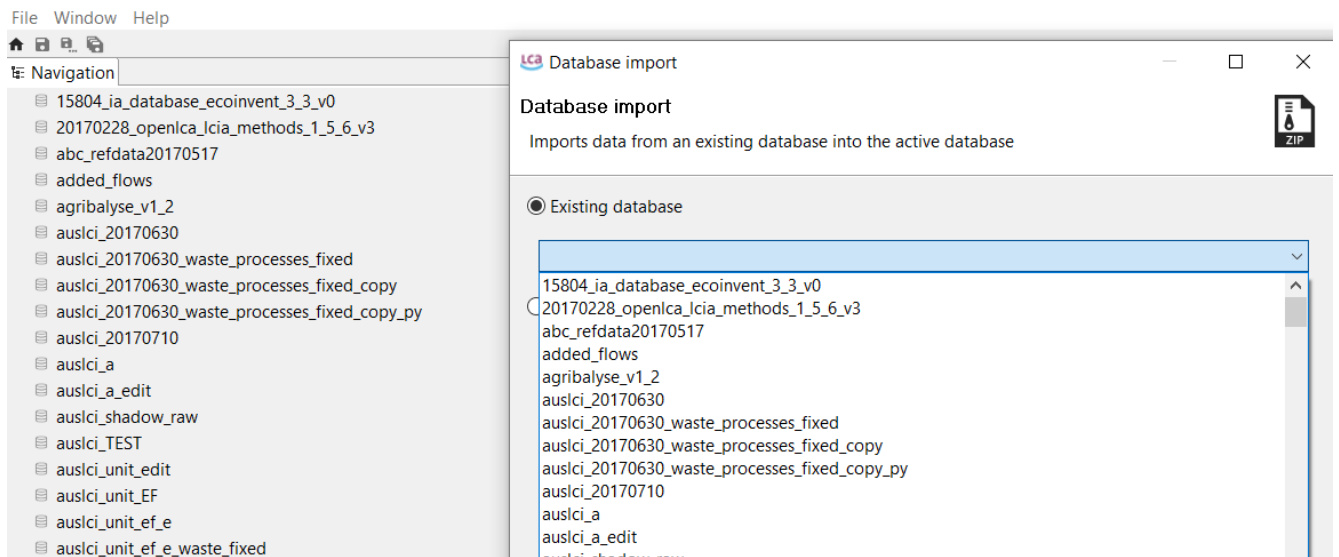 File Window Help
Navigation
15804_ia_database_ecoinvent_3_3_v0
20170228_openlca_lcia_methods_1_5_6_v3
abc_refdata20170517
added_flows
agribalyse_v1_2
auslci_20170630
auslci_20170630_waste_processes_fixed
auslci_20170630_waste_processes_fixed_copy
auslci_20170630_waste_processes_fixed_copy_py
auslci_20170710
auslci_a
auslci_a_edit
auslci_shadow_raw
auslci_TEST
auslci_unit_edit
auslci_unit_EF
auslci_unit_ef_e
auslci_unit_ef_e_waste_fixed
LCa Database import
Database import
Imports data from an existing database into the active database
ZIP
Existing database
15804_ia_database_ecoinvent_3_3_v0
20170228_openlca_lcia_methods_1_5_6_v3
abc_refdata20170517
added_flows
agribalyse_v1_2
auslci_20170630
auslci_20170630_waste_processes_fixed
auslci_20170630_waste_processes_fixed_copy
auslci_20170630_waste_processes_fixed_copy_py
auslci_20170710
auslci_a
auslci_a_edit